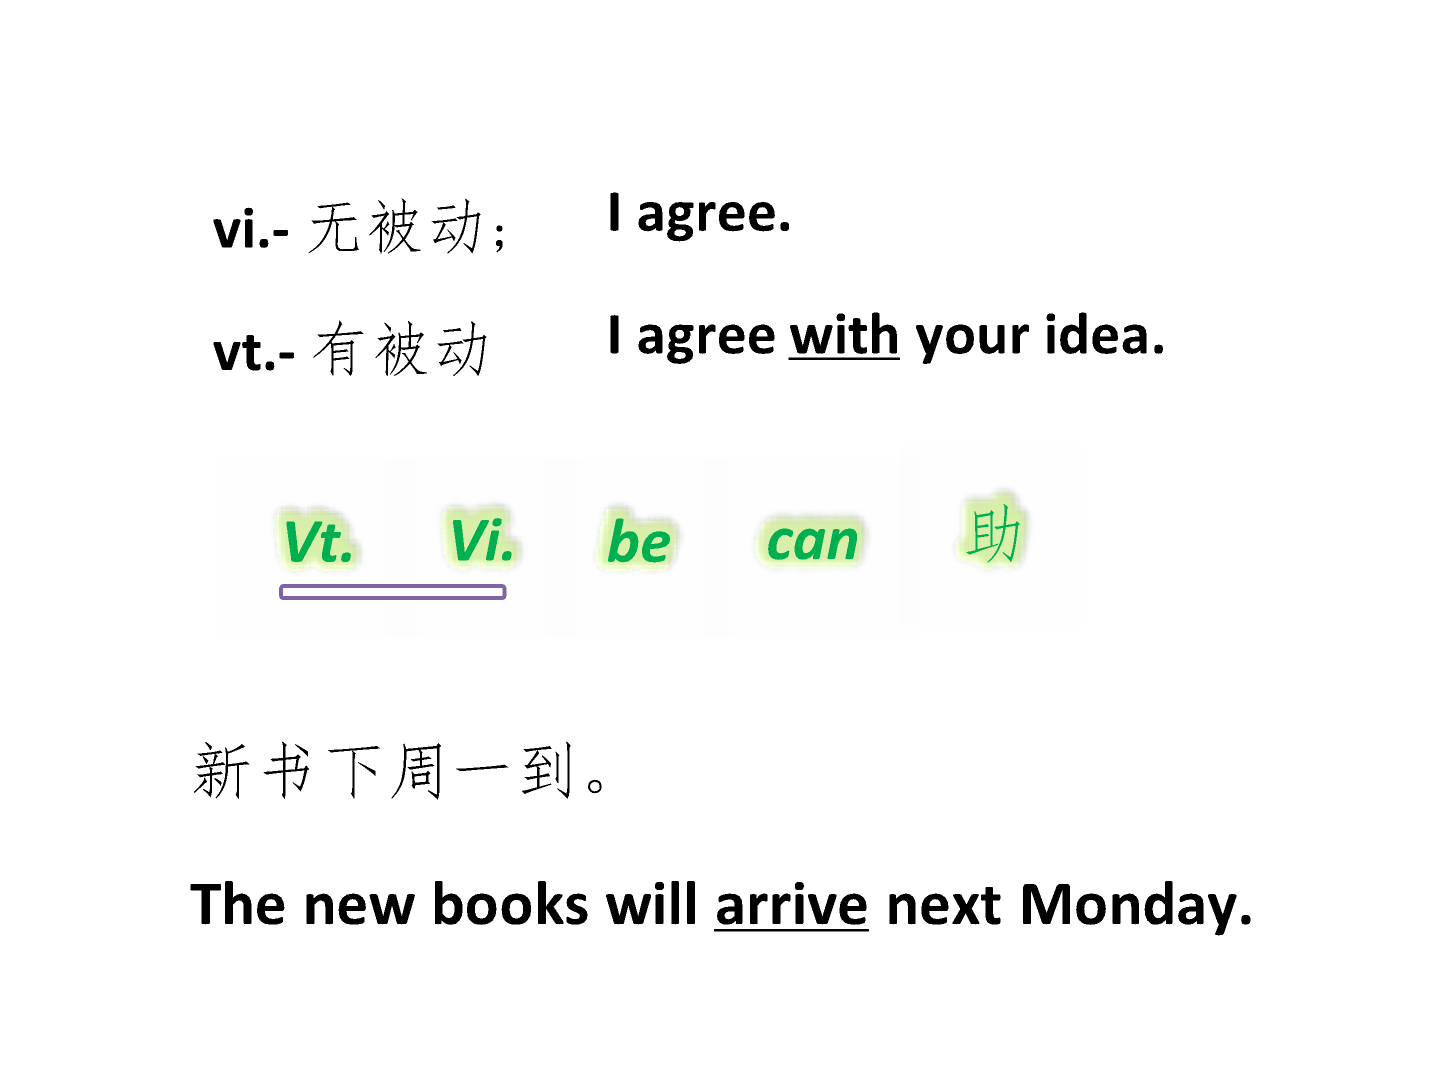 vi.- 无被动；
I agree.
vt.- 有被动
I agree with your idea.
Vt. Vi. be can 助
新书下周一到。
The new books will arrive next Monday.